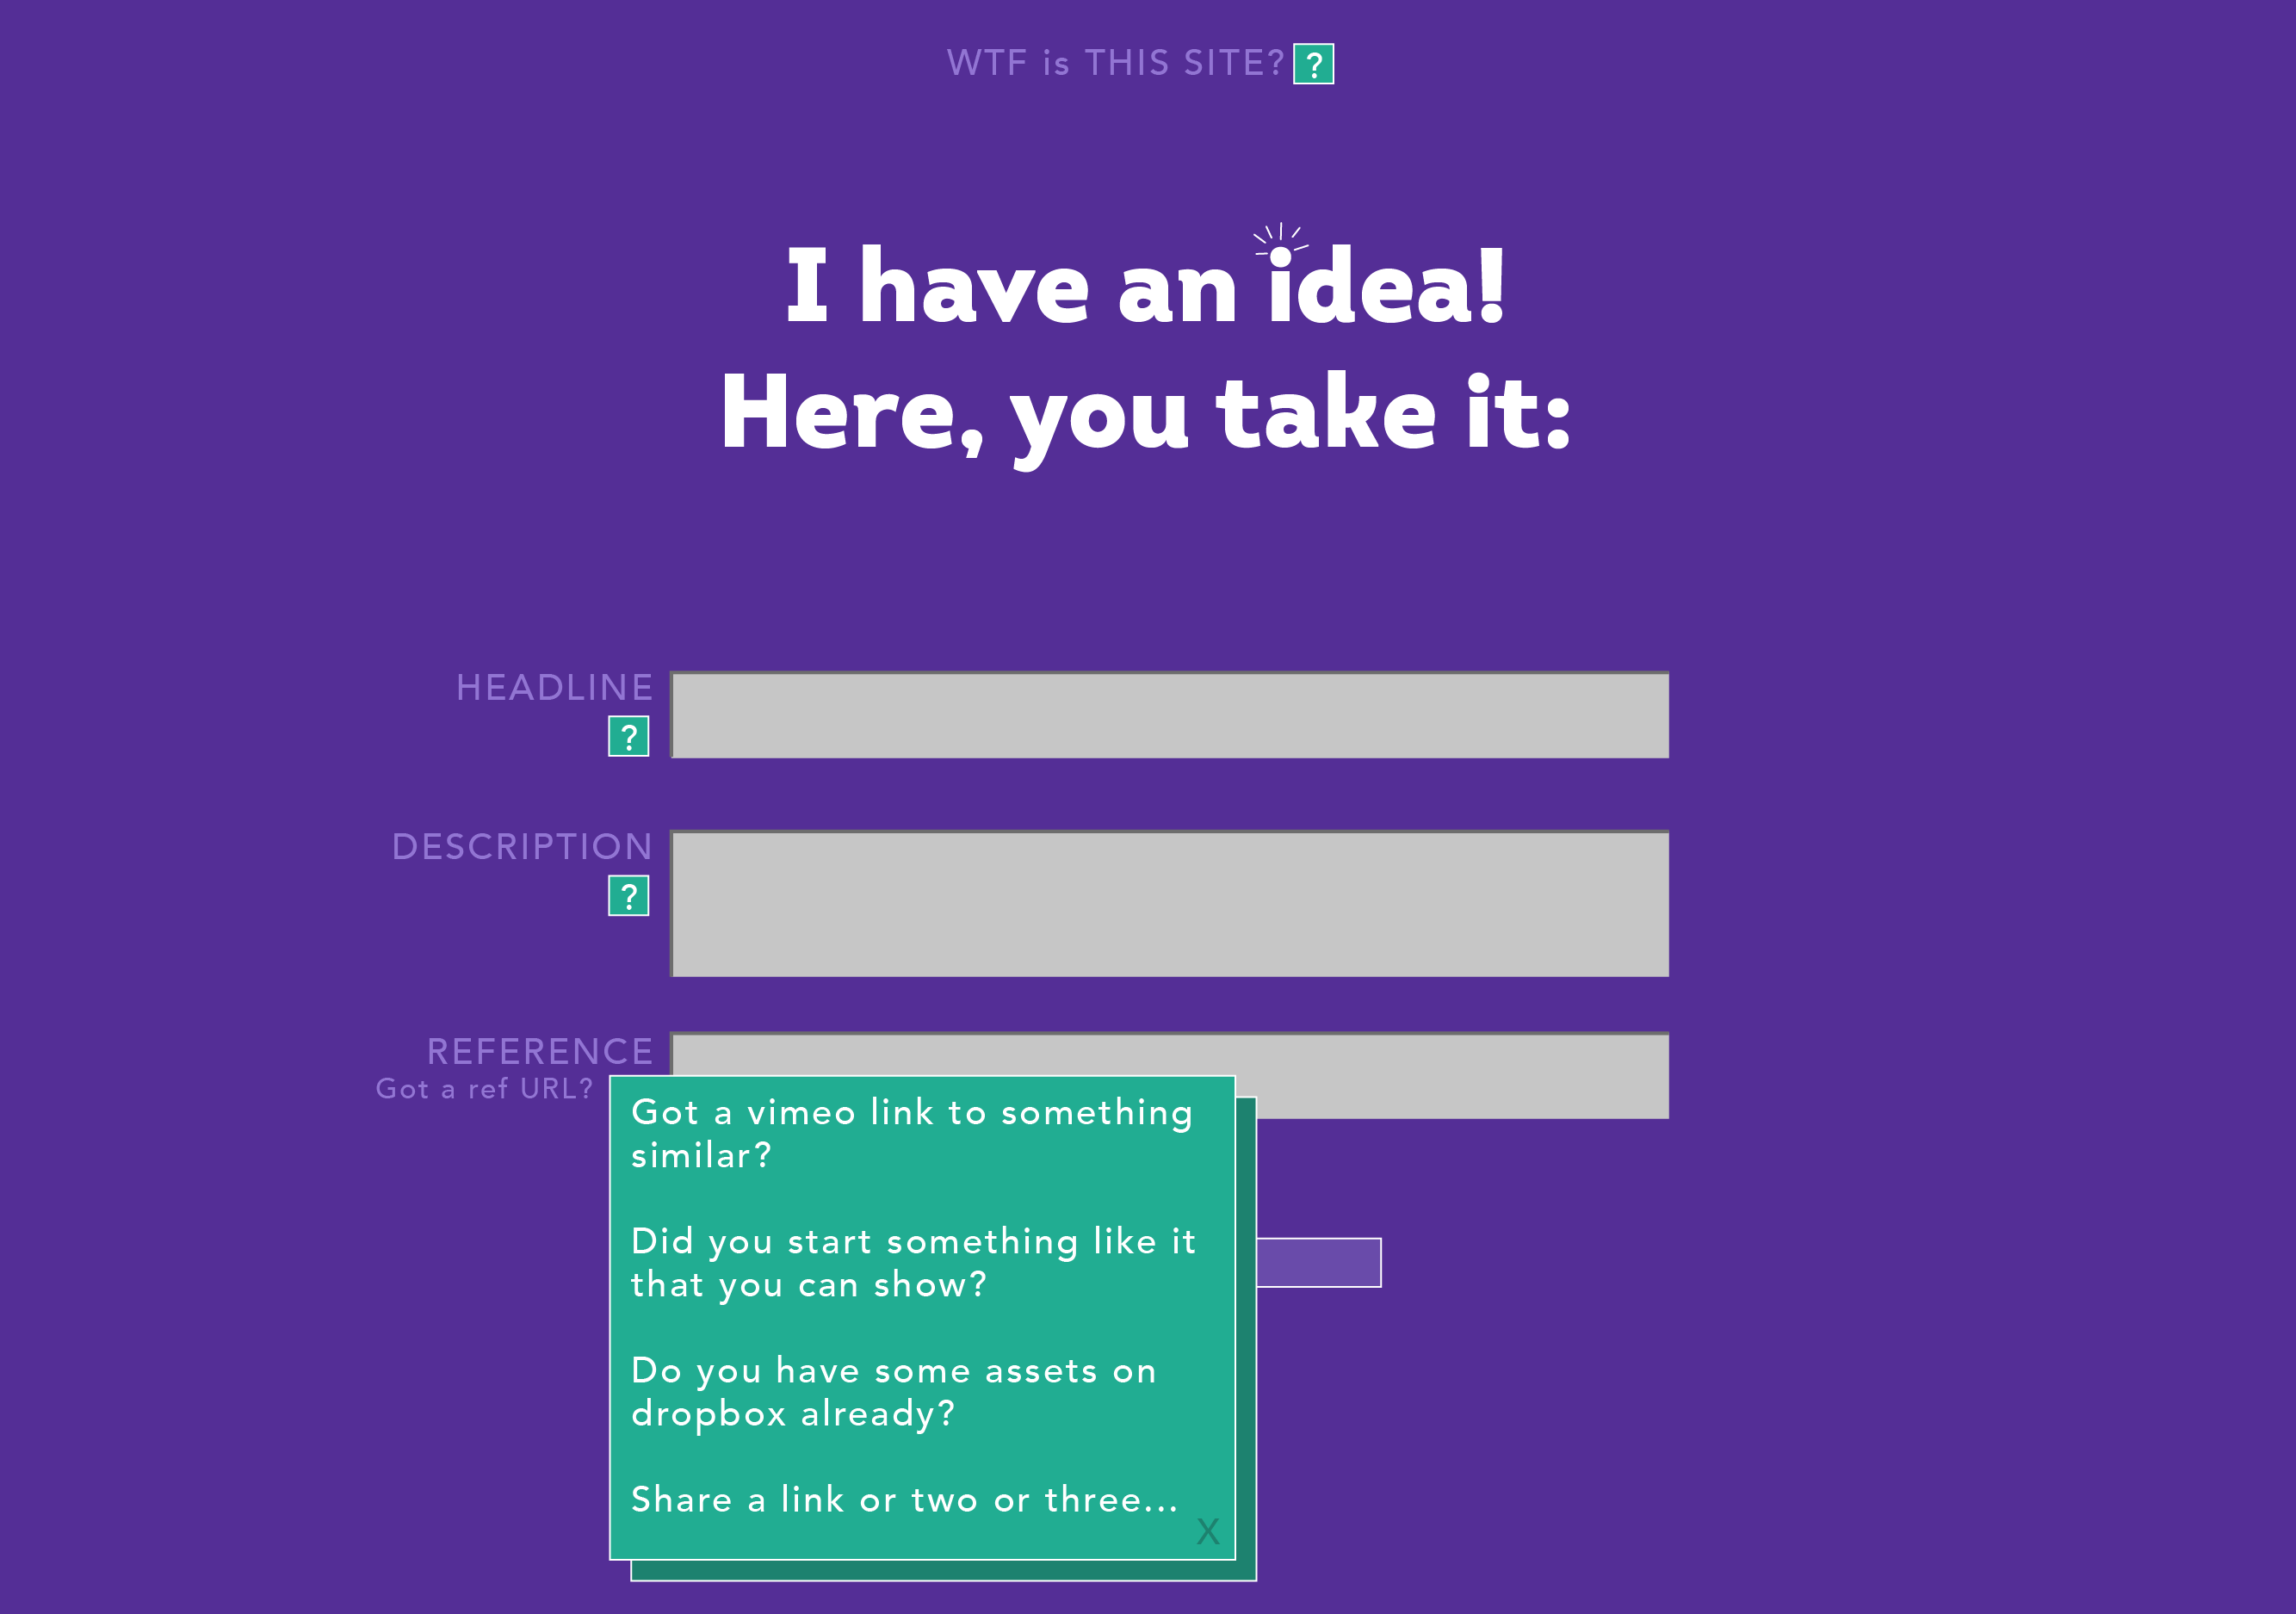 WTF is THIS SITE? ?
I have an idea!
Here, you take it:
HEADLINE
?
DESCRIPTION
?
REFERENCE
Got a ref URL?
Got a vimeo link to something
similar?
Did you start something like it
that you can show?
Do you have some assets on
dropbox already?
Share a link or two or three...
X